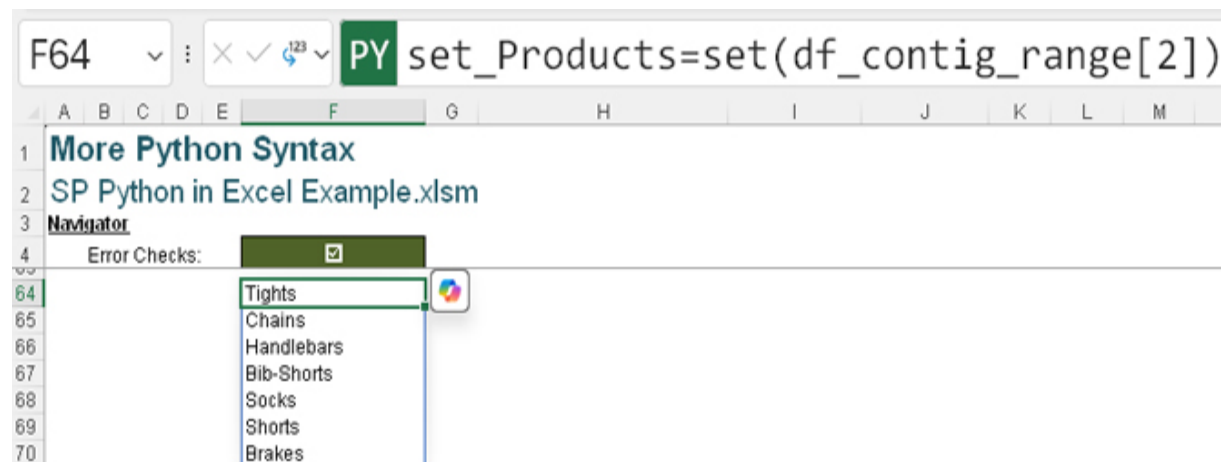 F64 123 PY set_Products=set(df_contig_range[2])
A B C D E F G H I J K L M
1 More Python Syntax
2 SP Python in Excel Example.xlsm
3 Navigator
4 Error Checks:
64 Tights
65 Chains
66 Handlebars
67 Bib-Shorts
68 Socks
69 Shorts
70 Brakes